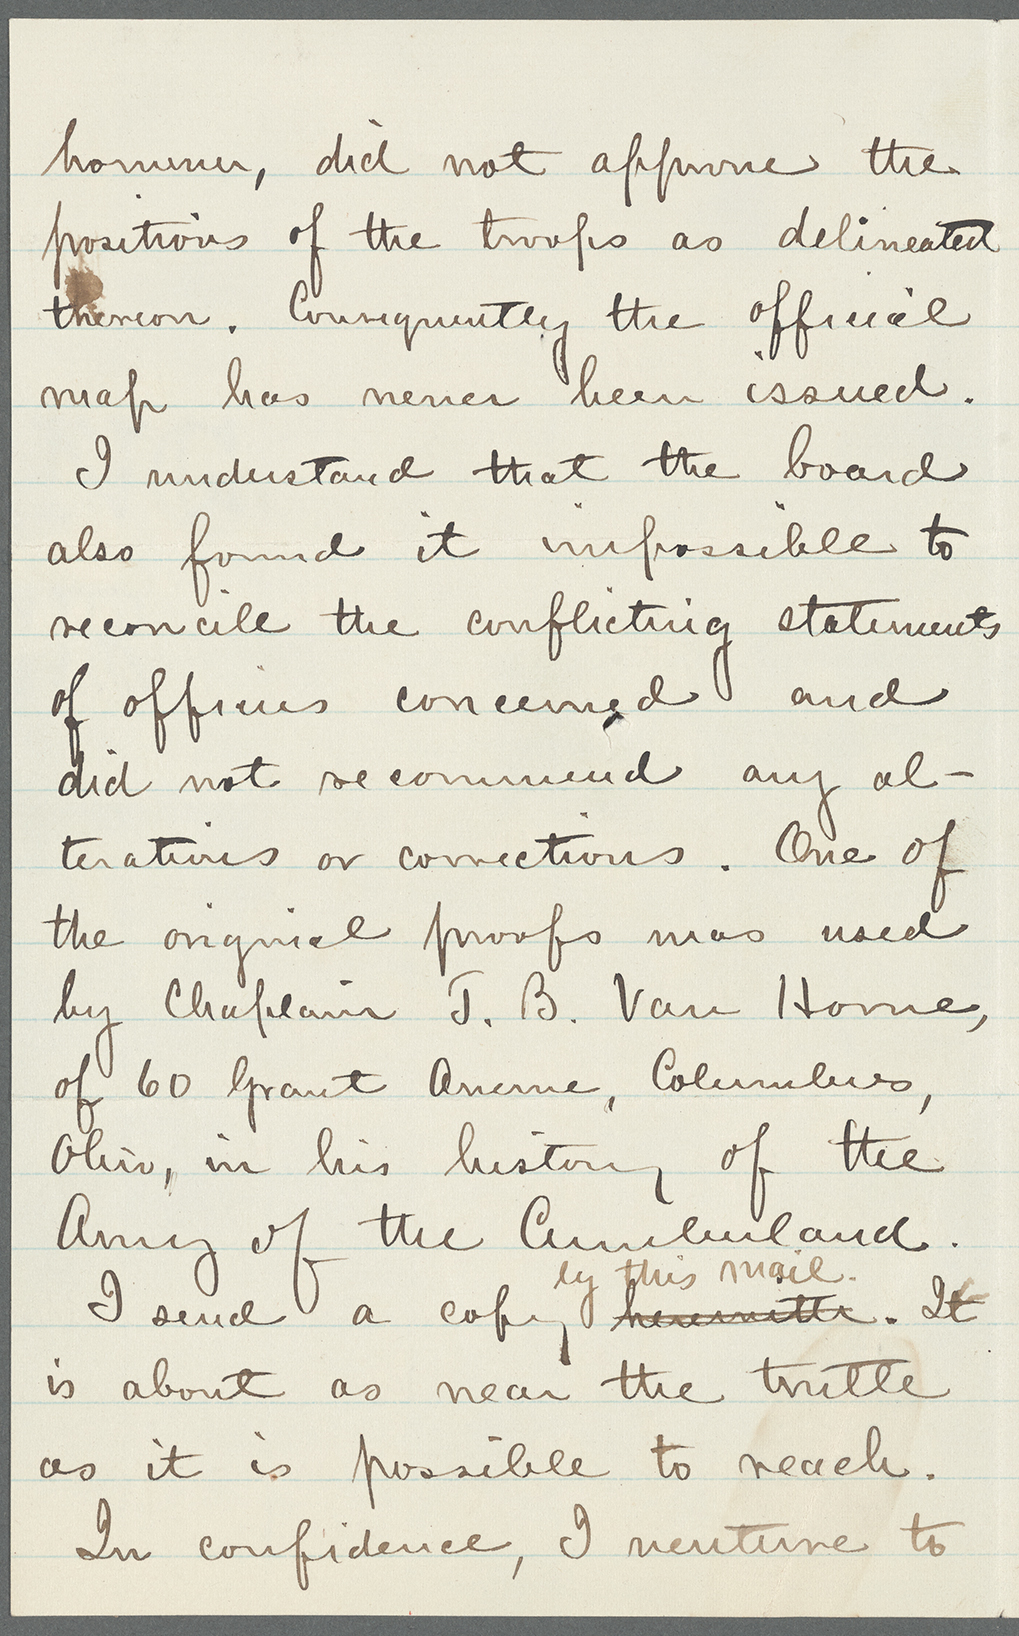 however, did not approve the
positions of the troops as delineated
thereon. Consequently the official
map has never been issued.
I understand that the board
also found it impossible to
reconcile the conflicting statements
of officers concerned and
did not recommend any al-
terations or corrections. One of
the original proofs was used
by Chaplain T. B. Van Horne,
of 60 Grant Avenue, Columbus,
Ohio, in his history of the
Army of the Cumberland.
by this mail.
I send a copy herewith. It
is about as near the truth
as it is possible to reach.
In confidence, I venture to